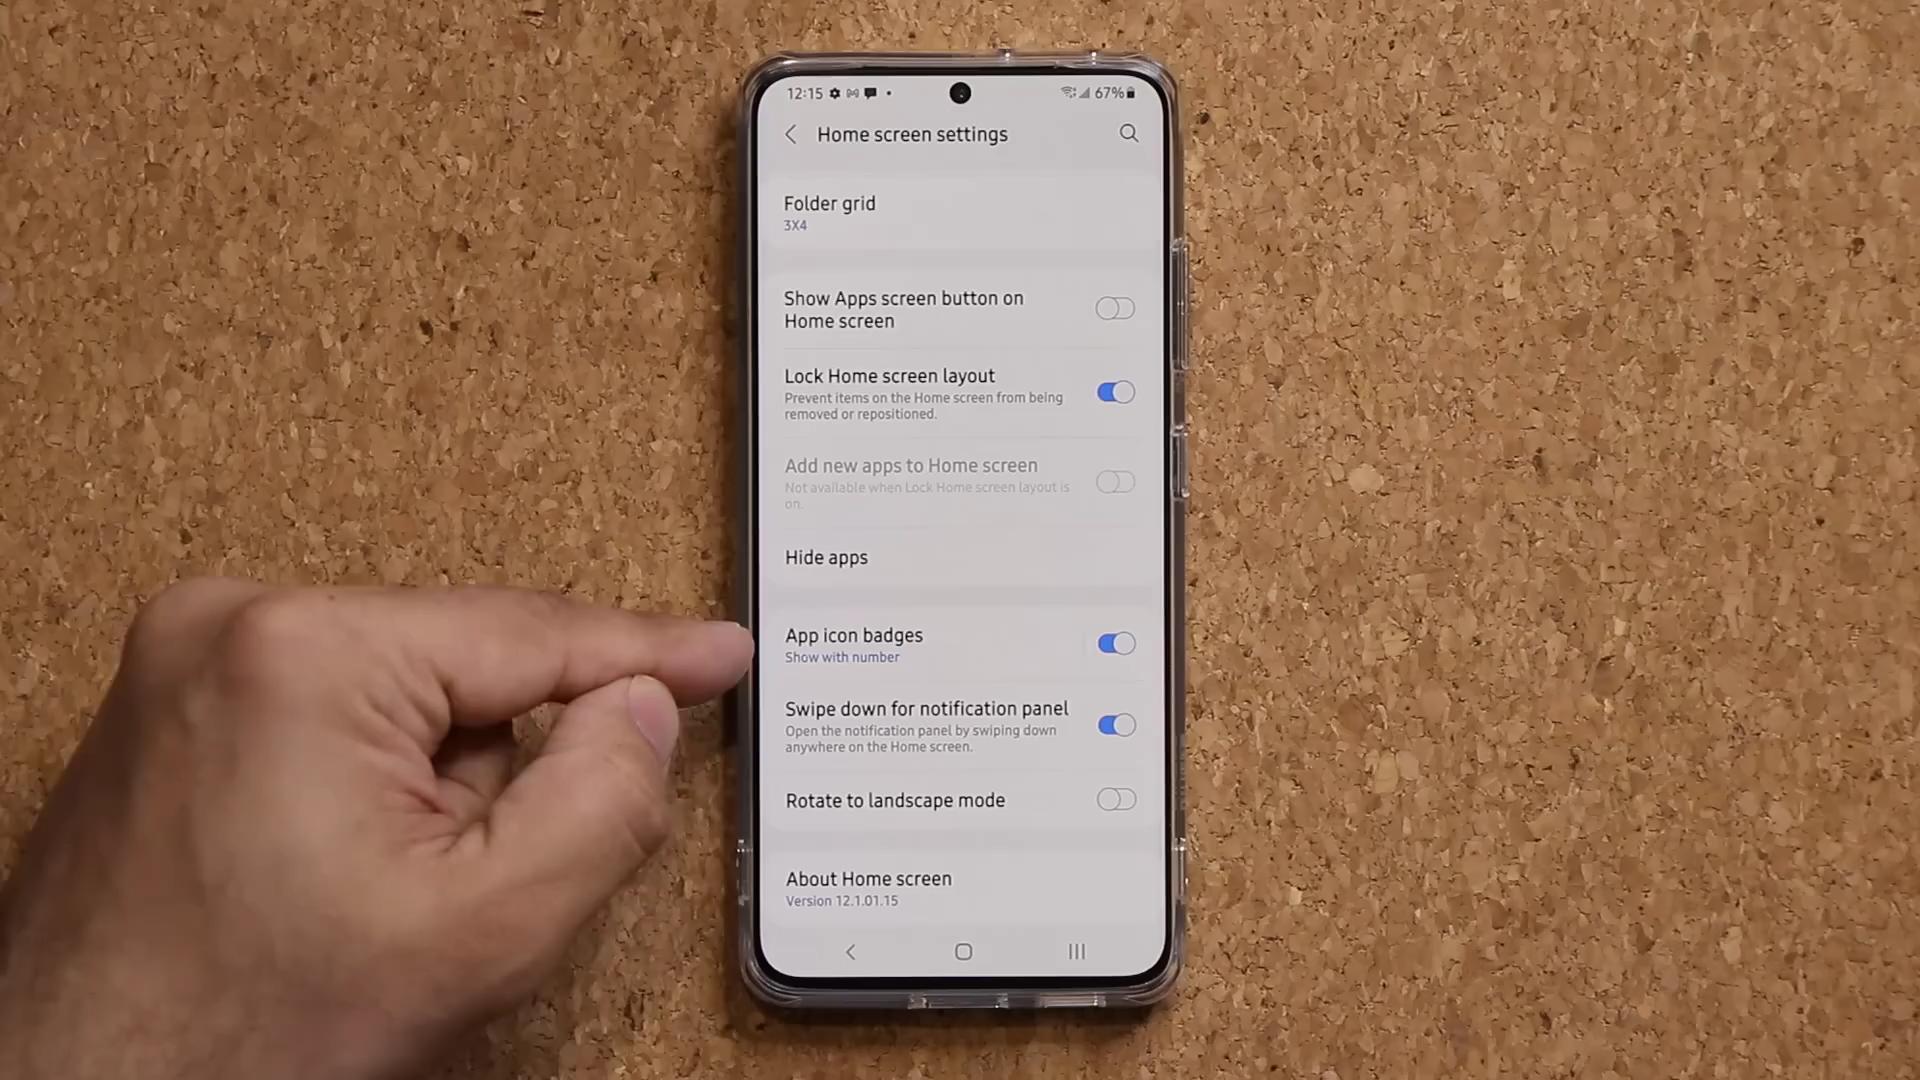 12:15
67%
Home screen settings
Folder grid
3X4
Show Apps screen button on
Home screen
Lock Home screen layout
Prevent items on the Home screen from being
removed or repositioned.
Add new apps to Home screen
Not available when Lock Home screen layout is
on.
Hide apps
App icon badges
Show with number
Swipe down for notification panel
Open the notification panel by swiping down
anywhere on the Home screen.
Rotate to landscape mode
About Home screen
Version 12.1.01.15